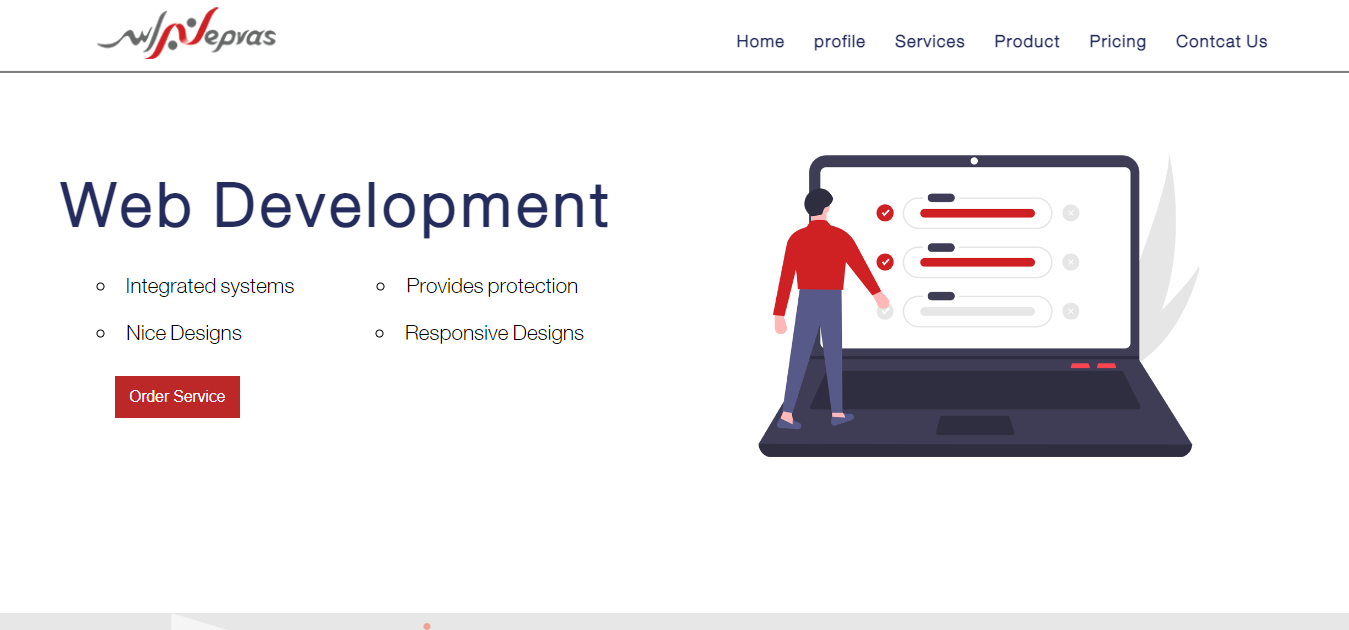 Nepvas
Home profile Services Product Pricing Contcat Us
Web Development
Integrated systems Provides protection
Nice Designs Responsive Designs
Order Service